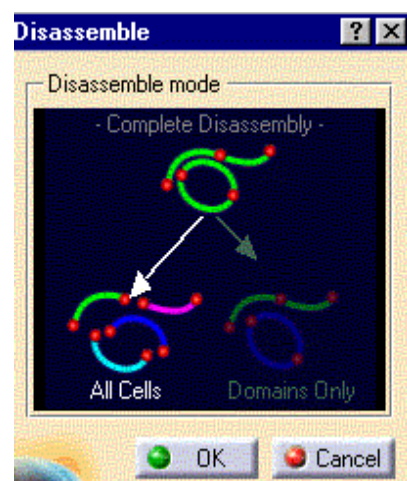 Disassemble
Disassemble mode
- Complete Disassembly -
All Cells Domains Only
OK Cancel